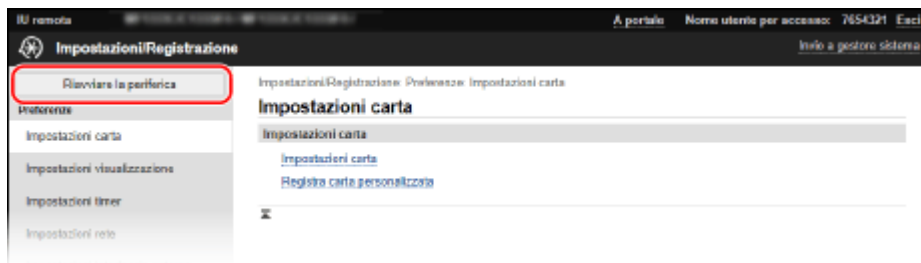 IU remota
A portale Nome utente per accesso: 7654321 Esci
Impostazioni/Registrazione
Invio a gestore sistema
Riavviare la periferica
Impostazioni/Registrazione: Preferenze: Impostazioni carta
Preferenze
Impostazioni carta
Impostazioni carta
Impostazioni carta
Impostazioni carta
Registra carta personalizzata
Impostazioni visualizzazione
Impostazioni timer
Impostazioni rete